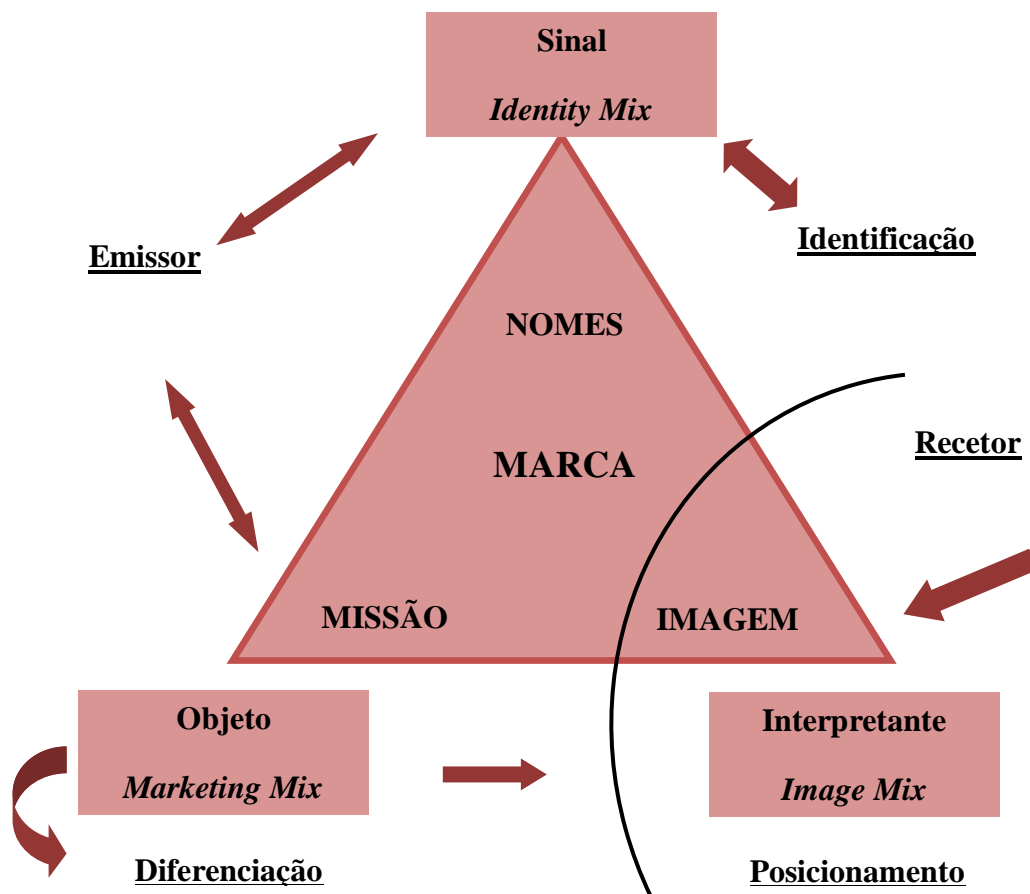 Sinal
Identity Mix
Emissor
Identificação
NOMES
Recetor
MARCA
MISSÃO
IMAGEM
Objeto
Marketing Mix
Interpretante
Image Mix
Diferenciação
Posicionamento